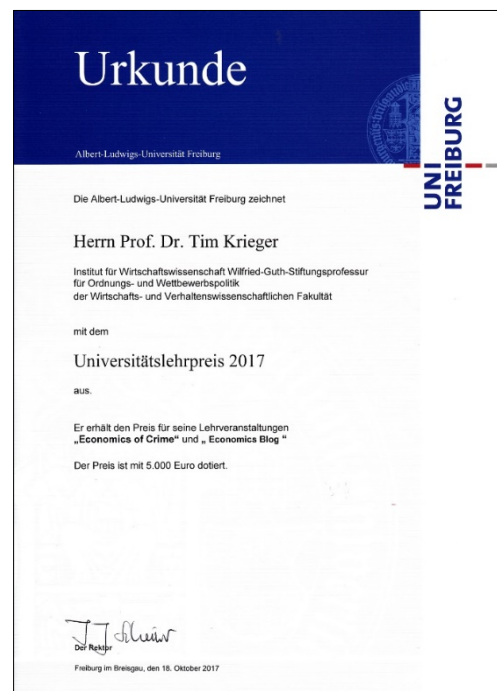 Urkunde
Albert-Ludwigs-Universität Freiburg
UNI
FREIBURG
Die Albert-Ludwigs-Universität Freiburg zeichnet
Herrn Prof. Dr. Tim Krieger
Institut für Wirtschaftswissenschaft Wilfried-Guth-Stiftungsprofessur
für Ordnungs- und Wettbewerbspolitik
der Wirtschafts- und Verhaltenswissenschaftlichen Fakultät
mit dem
Universitätslehrpreis 2017
aus.
Er erhält den Preis für seine Lehrveranstaltungen
„Economics of Crime“ und „ Economics Blog “
Der Preis ist mit 5.000 Euro dotiert.
Der Rektor
Freiburg im Breisgau, den 18. Oktober 2017